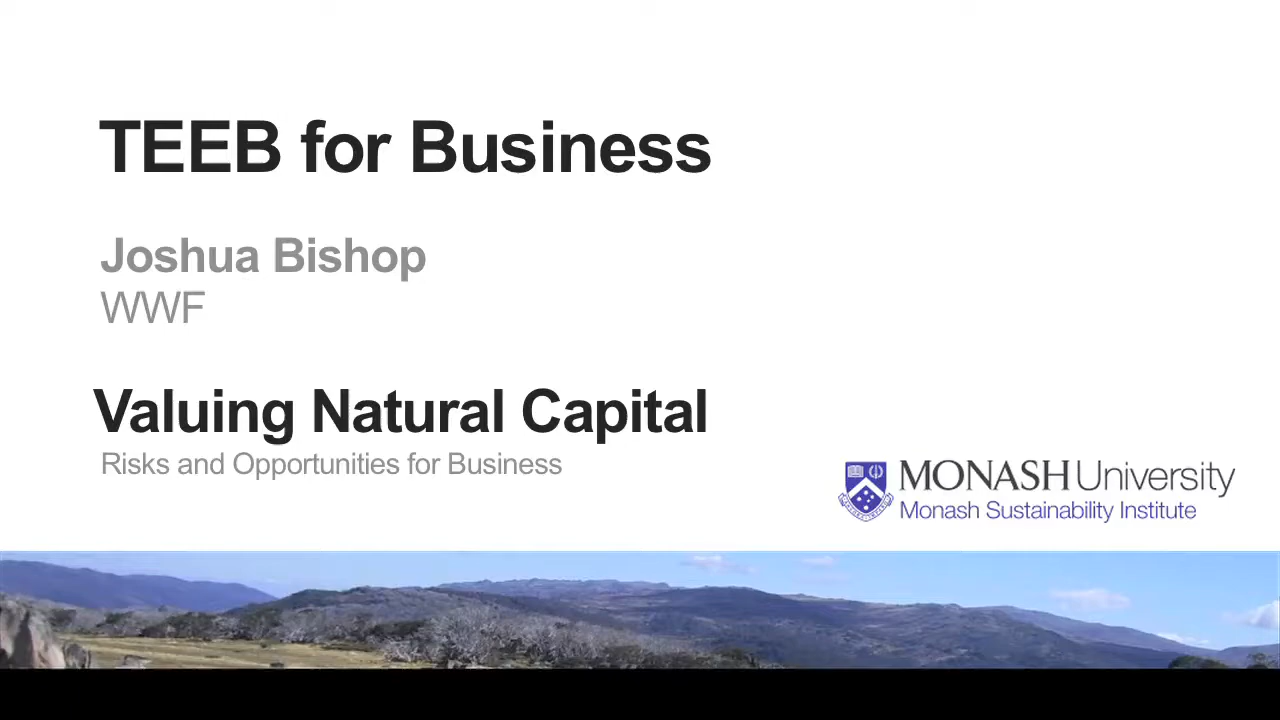 TEEB for Business
Joshua Bishop
WWF
Valuing Natural Capital
Risks and Opportunities for Business
MONASH University
Monash Sustainability Institute